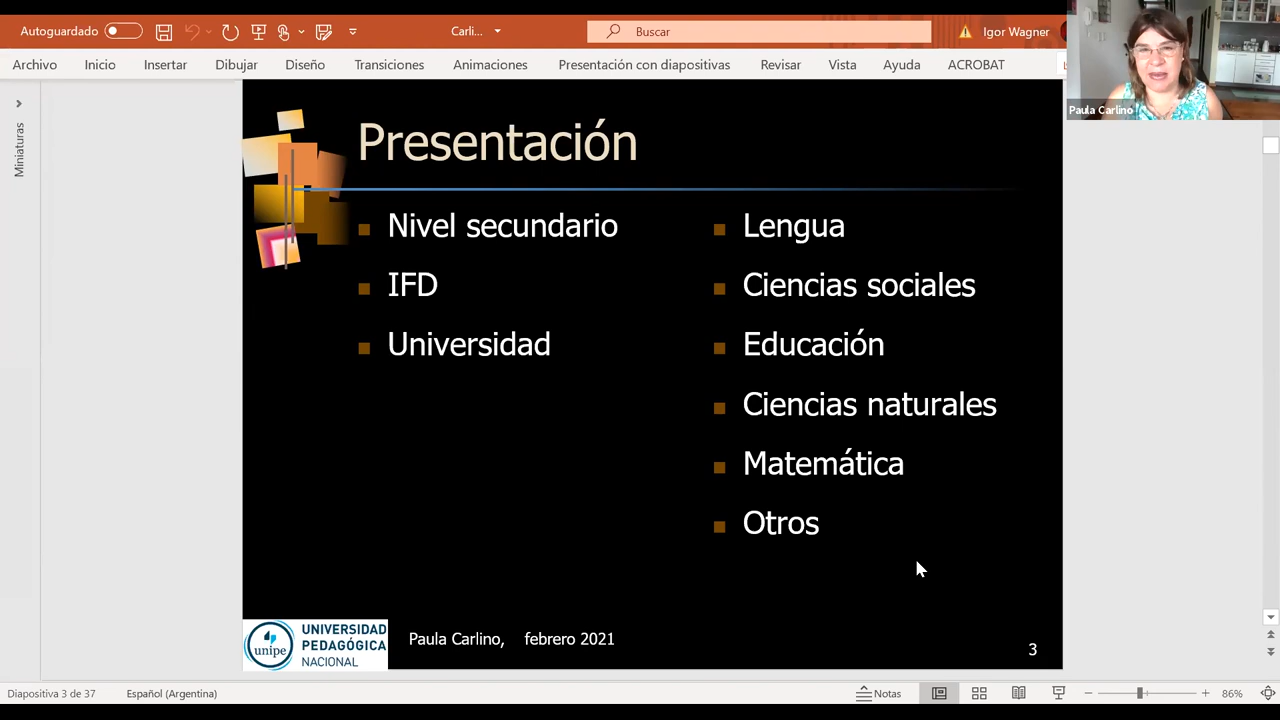 Autoguardado
Carli...
Buscar
Igor Wagner
Archivo
Inicio
Insertar
Dibujar
Diseño
Transiciones
Animaciones
Presentación con diapositivas
Revisar
Vista
Ayuda
ACROBAT
Paula Carlino
Miniaturas
Presentación
Nivel secundario
IFD
Universidad
Lengua
Ciencias sociales
Educación
Ciencias naturales
Matemática
Otros
unipe
UNIVERSIDAD
PEDAGÓGICA
NACIONAL
Paula Carlino, febrero 2021
3
Diapositiva 3 de 37
Español (Argentina)
Notas
86%